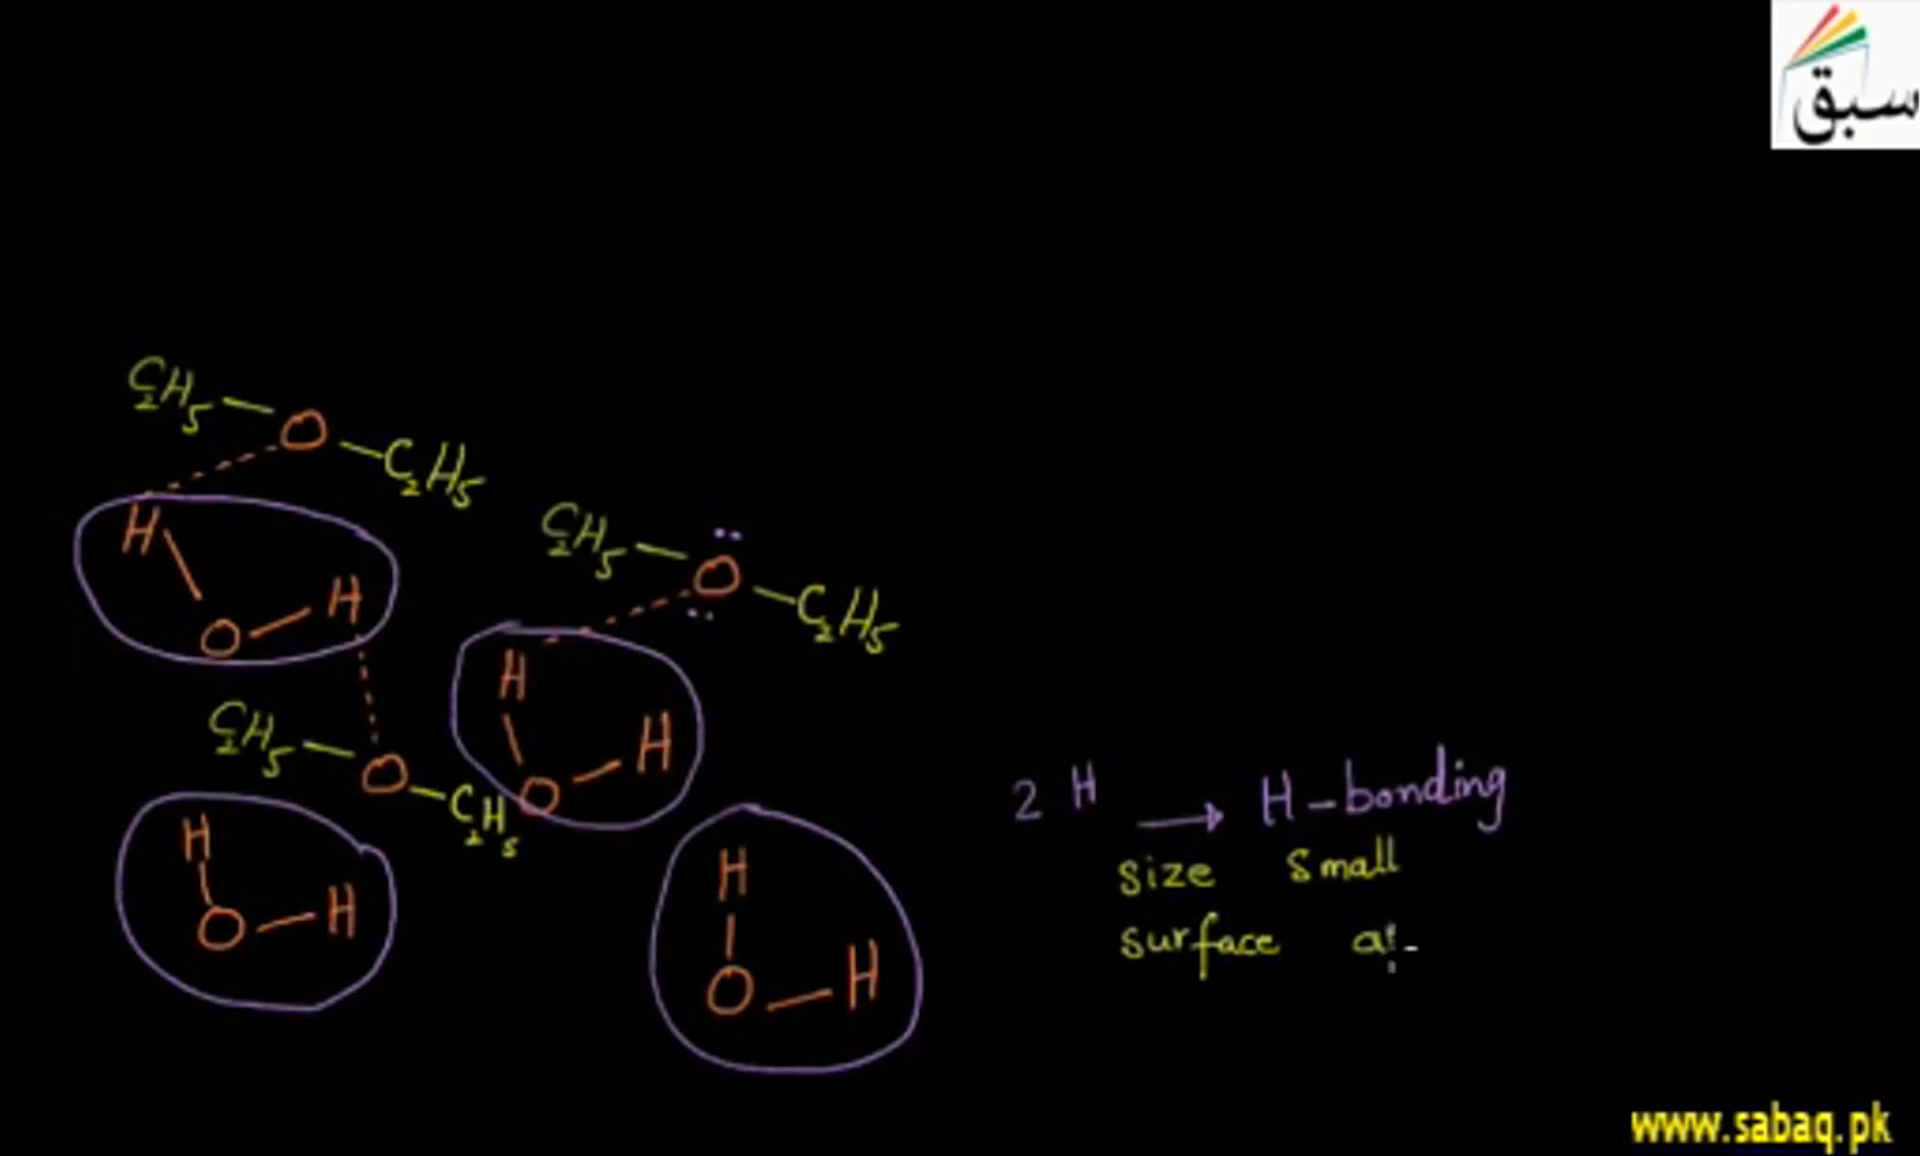 سبق
C2H5 — O — C2H5
C2H5 — O — C2H5
H
O — H
H
O — H
C2H5 — O — C2H5
H
O — H
H
O — H
2 H → H-bonding
size small
surface
www.sabaq.pk